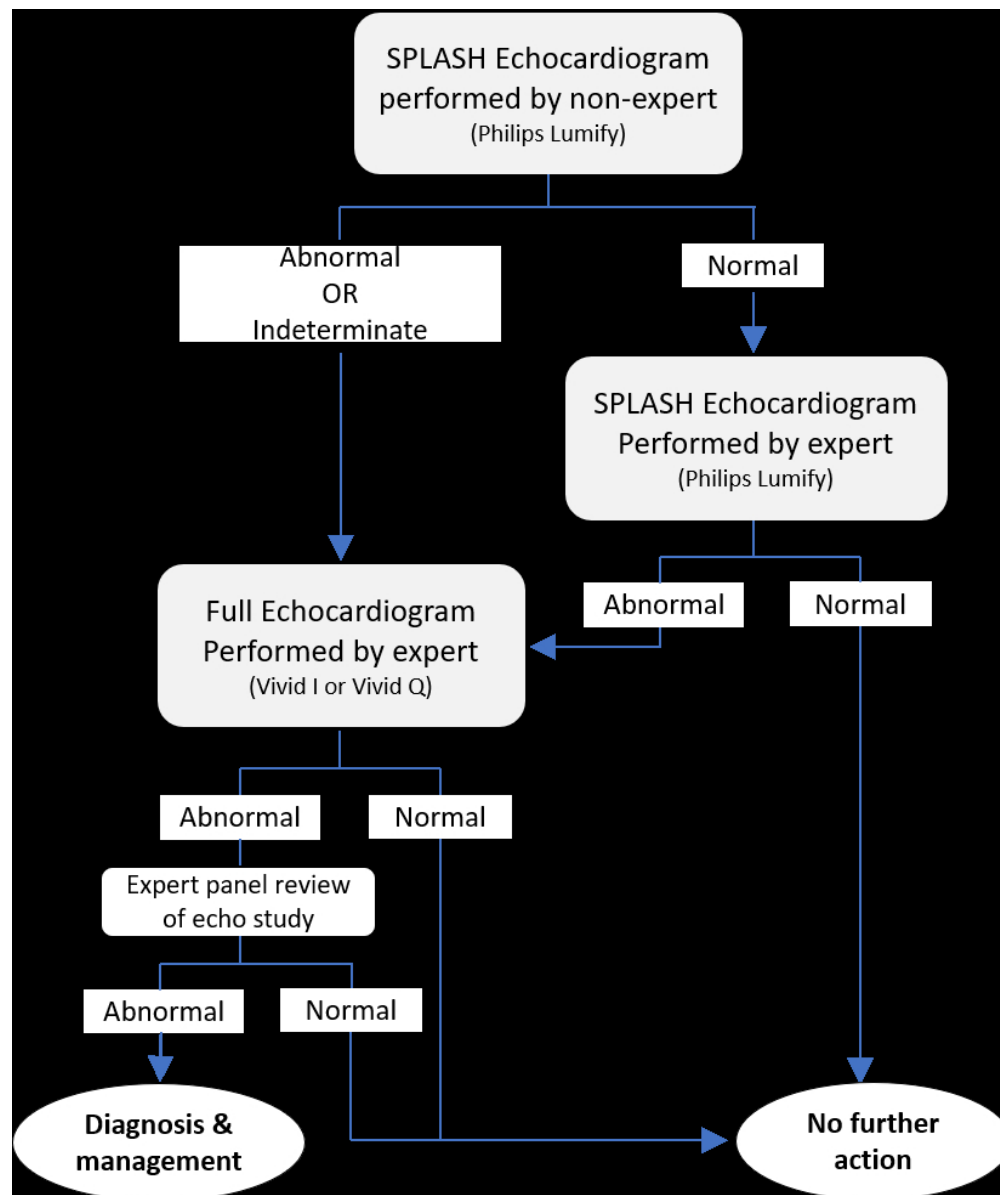 SPLASH Echocardiogram
performed by non-expert
(Philips Lumify)
Abnormal
OR
Indeterminate
Normal
SPLASH Echocardiogram
Performed by expert
(Philips Lumify)
Abnormal
Normal
Full Echocardiogram
Performed by expert
(Vivid I or Vivid Q)
Abnormal
Normal
Expert panel review
of echo study
Abnormal
Normal
Diagnosis &
management
No further
action